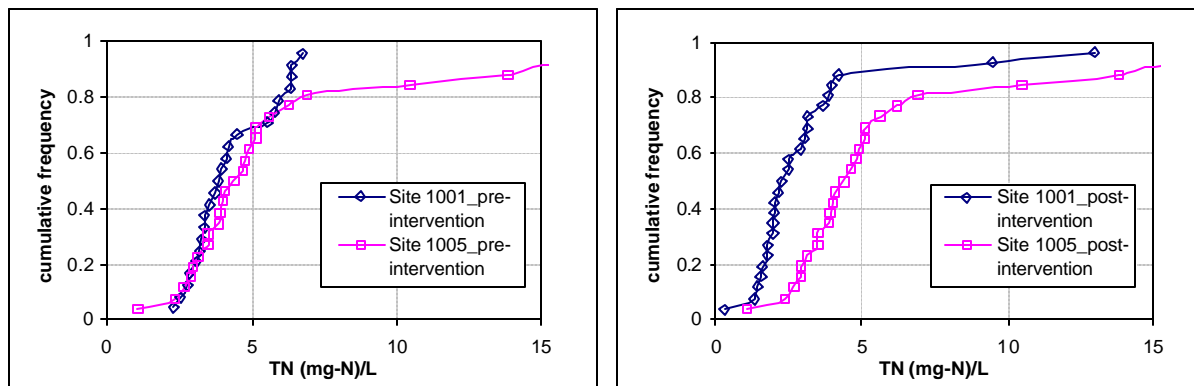 1
0.8
0.6
0.4
0.2
0
cumulative frequency
Site 1001_pre-
intervention
Site 1005_pre-
intervention
0 5 10 15
TN (mg-N)/L
1
0.8
0.6
0.4
0.2
0
cumulative frequency
Site 1001_post-
intervention
Site 1005_post-
intervention
0 5 10 15
TN (mg-N)/L